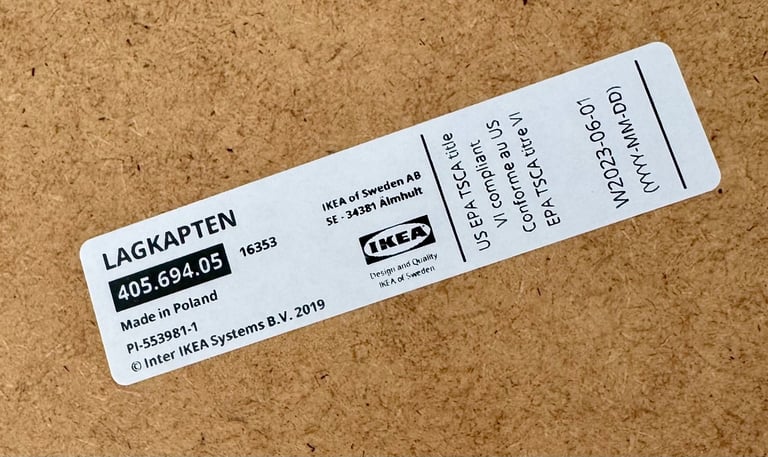 LAGKAPTEN
405.694.05
16353
Made in Poland
PI-553981-1
© Inter IKEA Systems B.V. 2019
IKEA of Sweden AB
SE - 34381 Älmhult
IKEA
Design and Quality
IKEA of Sweden
US EPA TSCA title
VI compliant
Conforme au US
EPA TSCA titre VI
W2023-06-01
(YYYY-MM-DD)